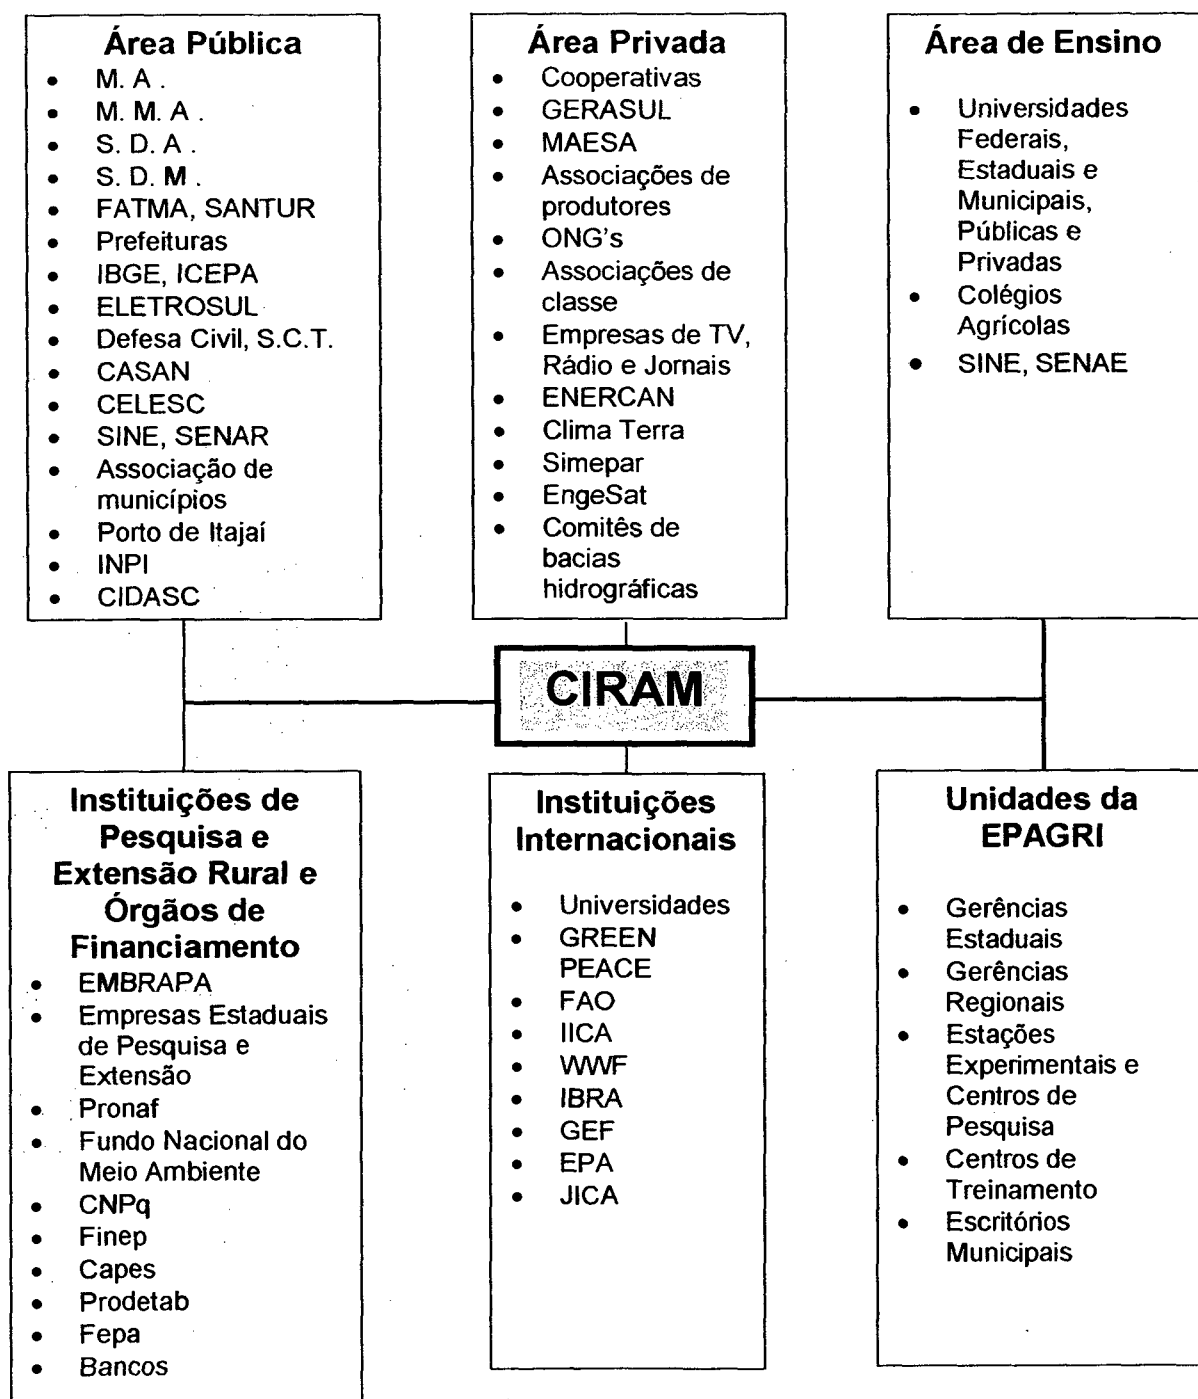 Área Pública
• M. A .
• M. M. A .
• S. D. A .
• S. D. M .
• FATMA, SANTUR
• Prefeituras
• IBGE, ICEPA
• ELETROSUL
• Defesa Civil, S.C.T.
• CASAN
• CELESC
• SINE, SENAR
• Associação de
municípios
• Porto de Itajaí
• INPI
• CIDASC
Área Privada
• Cooperativas
• GERASUL
• MAESA
• Associações de
produtores
• ONG's
• Associações de
classe
• Empresas de TV,
Rádio e Jornais
• ENERCAN
• Clima Terra
• Simepar
• EngeSat
• Comitês de
bacias
hidrográficas
Área de Ensino
• Universidades
Federais,
Estaduais e
Municipais,
Públicas e
Privadas
• Colégios
Agrícolas
• SINE, SENAE
CIRAM
Instituições de
Pesquisa e
Extensão Rural e
Órgãos de
Financiamento
• EMBRAPA
• Empresas Estaduais
de Pesquisa e
Extensão
• Pronaf
• Fundo Nacional do
Meio Ambiente
• CNPq
• Finep
• Capes
• Prodetab
• Fepa
• Bancos
Instituições
Internacionais
• Universidades
• GREEN
PEACE
• FAO
• IICA
• WWF
• IBRA
• GEF
• EPA
• JICA
Unidades da
EPAGRI
• Gerências
Estaduais
• Gerências
Regionais
• Estações
Experimentais e
Centros de
Pesquisa
• Centros de
Treinamento
• Escritórios
Municipais